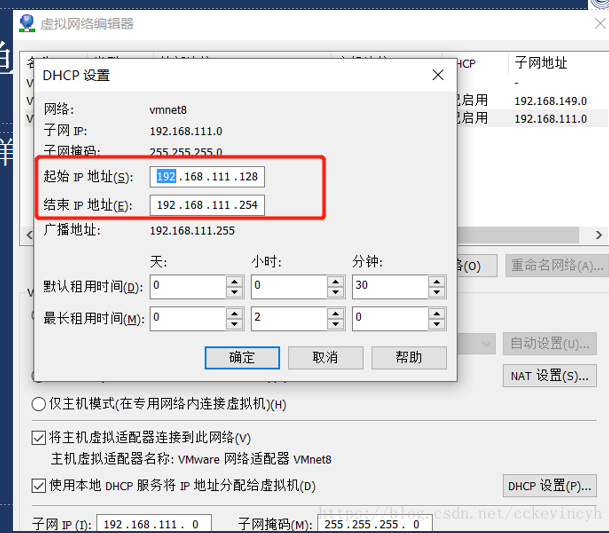 虚拟网络编辑器
DHCP 设置
子网地址
-
已启用 192.168.149.0
已启用 192.168.111.0
网络: vmnet8
子网 IP: 192.168.111.0
子网掩码: 255.255.255.0
起始 IP 地址(S): 192 .168 .111 .128
结束 IP 地址(E): 192 .168 .111 .254
广播地址: 192.168.111.255
天: 小时: 分钟:
默认租用时间(D): 0 0 30
最长租用时间(M): 0 2 0
确定 取消 帮助
络(O)
重命名网络(A)...
自动设置(U)...
NAT 设置(S)...
仅主机模式(在专用网络内连接虚拟机)(H)
将主机虚拟适配器连接到此网络(V)
主机虚拟适配器名称: VMware 网络适配器 VMnet8
使用本地 DHCP 服务将 IP 地址分配给虚拟机(D)
DHCP 设置(P)...
https://blog.csdn.net/cckevincyh
子网 IP (I): 192 .168 .111 . 0 子网掩码(M): 255 .255 .255 . 0